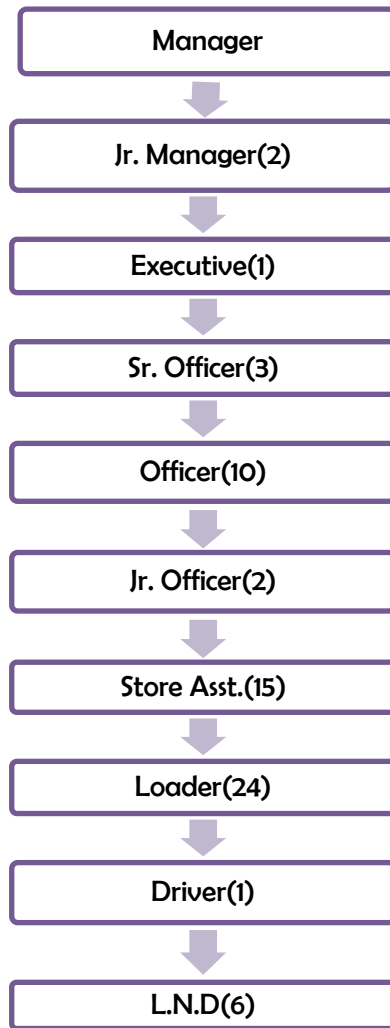 Manager
Jr. Manager(2)
Executive(1)
Sr. Officer(3)
Officer(10)
Jr. Officer(2)
Store Asst.(15)
Loader(24)
Driver(1)
L.N.D(6)